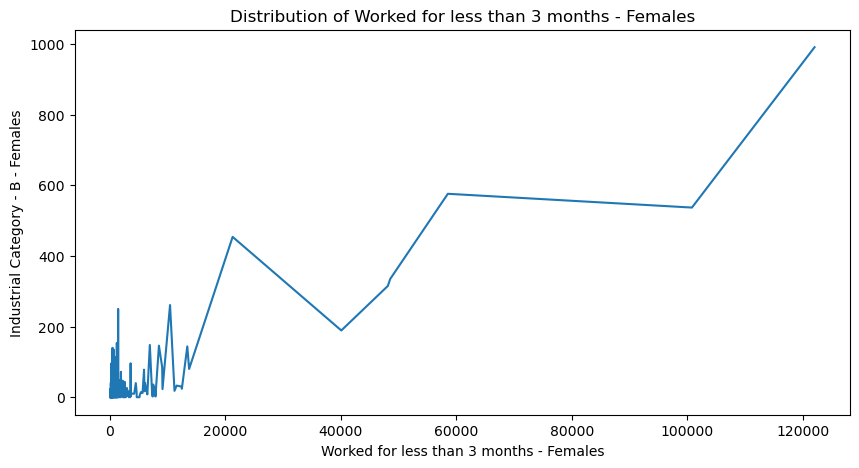 Distribution of Worked for less than 3 months - Females
1000
800
600
400
200
0
Industrial Category - B - Females
0 20000 40000 60000 80000 100000 120000
Worked for less than 3 months - Females